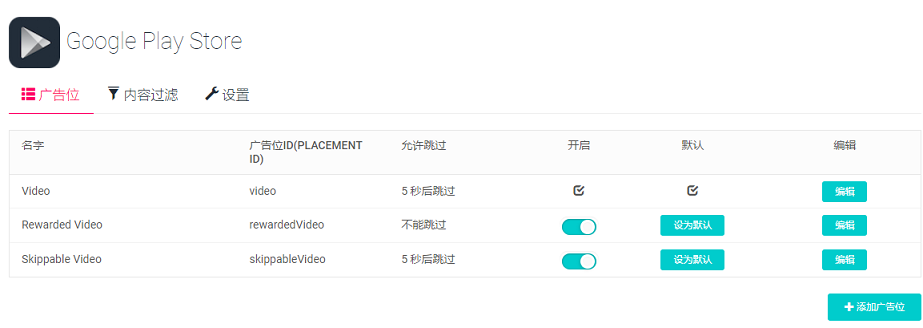 Google Play Store
广告位 内容过滤 设置
名字 广告位ID(PLACEMENT ID) 允许跳过 开启 默认 编辑
Video video 5 秒后跳过 编辑
Rewarded Video rewardedVideo 不能跳过 设为默认 编辑
Skippable Video skippableVideo 5 秒后跳过 设为默认 编辑
添加广告位